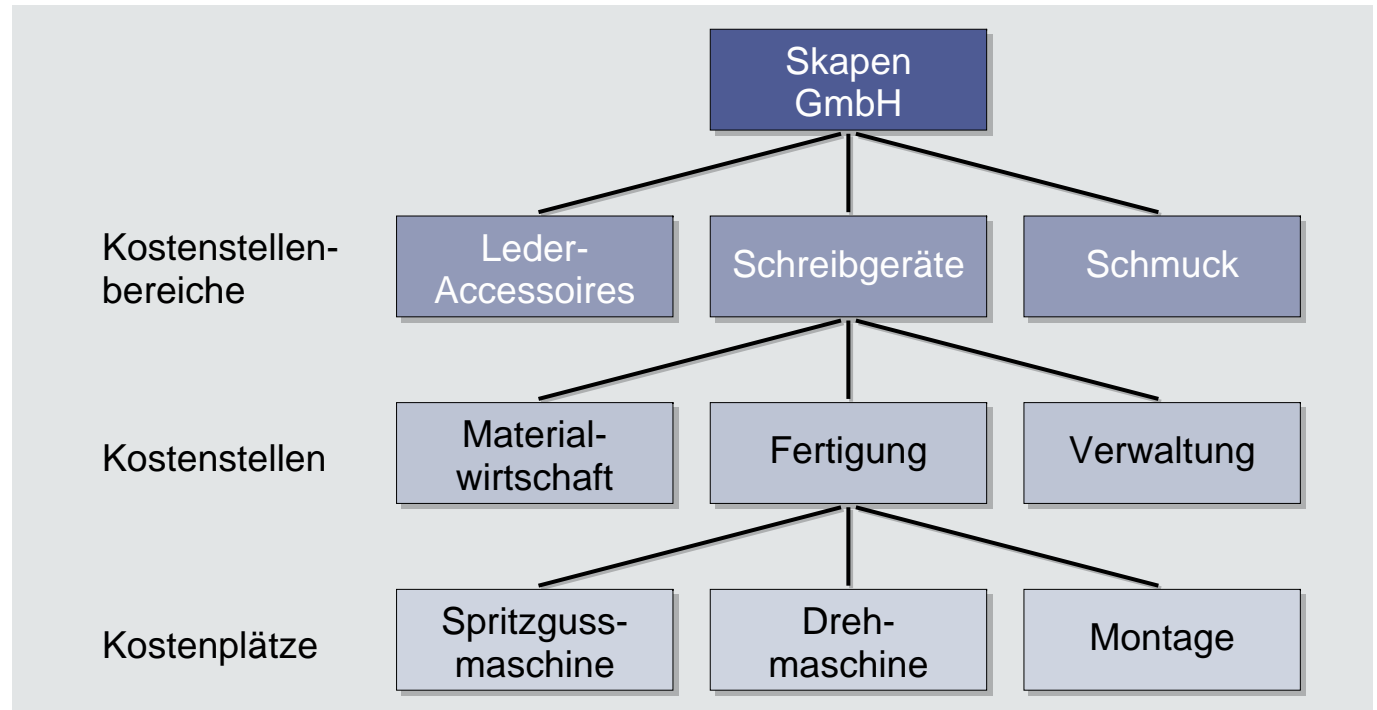 Skapen
GmbH
Kostenstellen-
bereiche
Leder-
Accessoires
Schreibgeräte
Schmuck
Kostenstellen
Material-
wirtschaft
Fertigung
Verwaltung
Kostenplätze
Spritzguss-
maschine
Dreh-
maschine
Montage